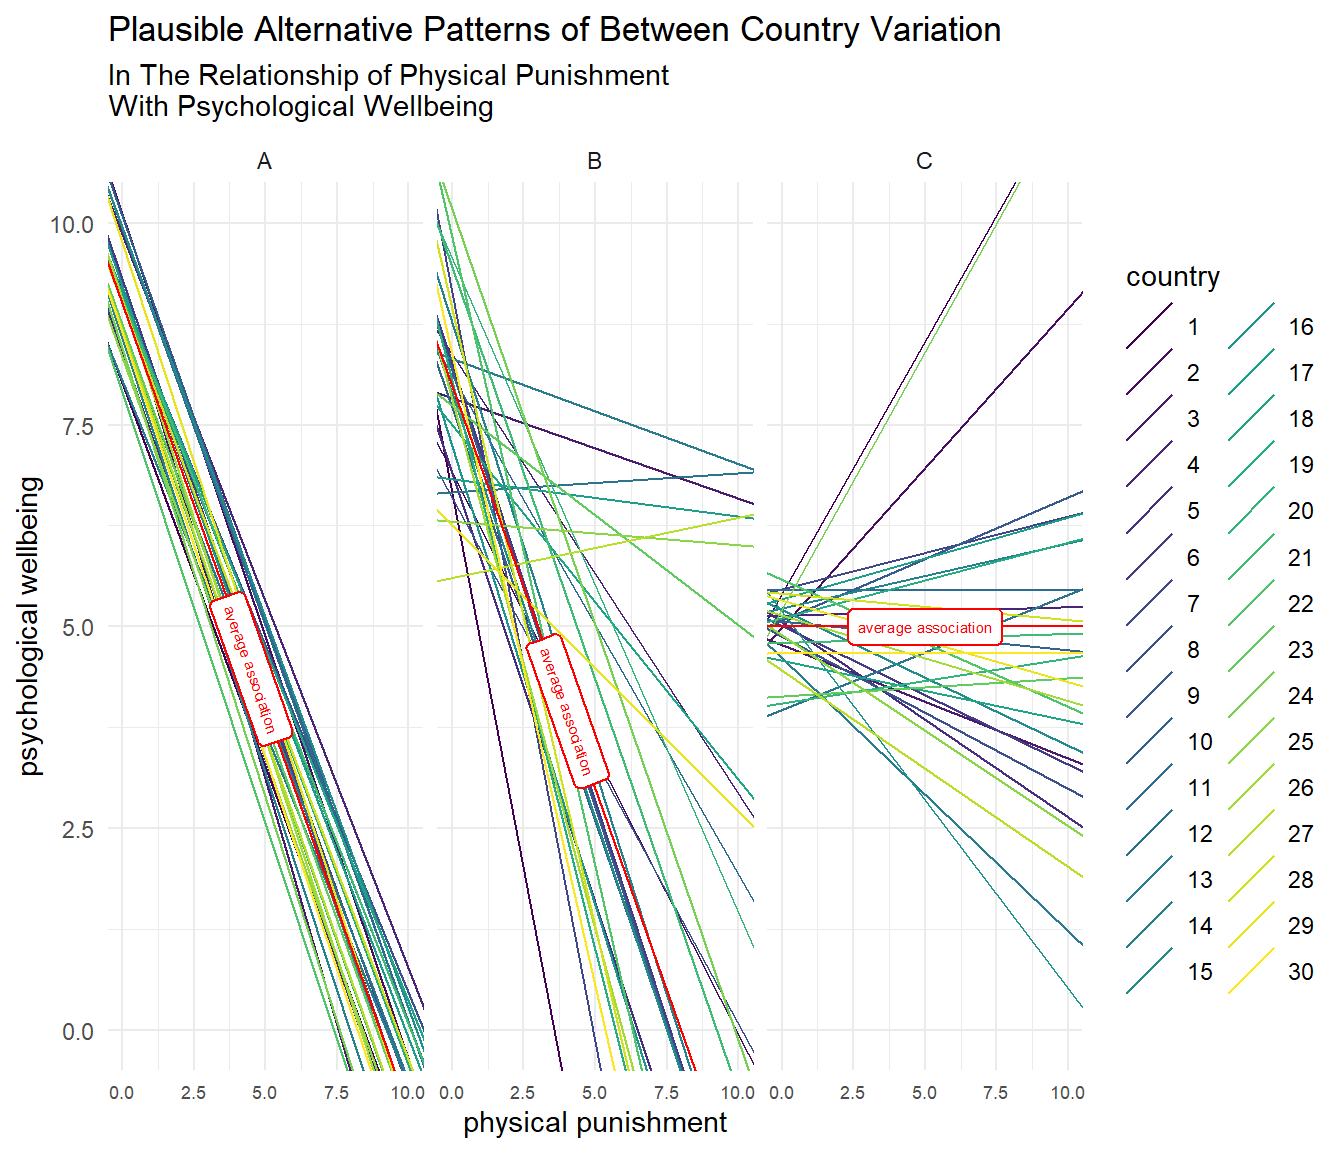 Plausible Alternative Patterns of Between Country Variation
In The Relationship of Physical Punishment
With Psychological Wellbeing
A B C
psychological wellbeing
10.0
7.5
5.0
2.5
0.0
average association
average association
average association
0.0 2.5 5.0 7.5 10.0 0.0 2.5 5.0 7.5 10.0 0.0 2.5 5.0 7.5 10.0
physical punishment
country
1 16
2 17
3 18
4 19
5 20
6 21
7 22
8 23
9 24
10 25
11 26
12 27
13 28
14 29
15 30